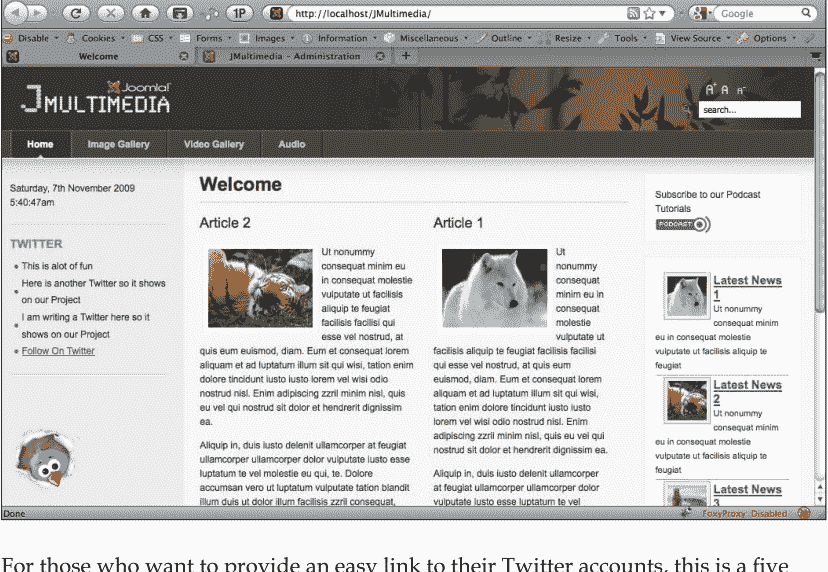 1P
http://localhost/JMultimedia/
Google
Disable Cookies CSS Forms Images Information Miscellaneous Outline Resize Tools View Source Options
Welcome
JMultimedia - Administration
+
Joomla!
JMULTIMEDIA
A+ A A-
search...
Home
Image Gallery
Video Gallery
Audio
Saturday, 7th November 2009
5:40:47am
TWITTER
This is alot of fun
Here is another Twitter so it shows
on our Project
I am writing a Twitter here so it
shows on our Project
Follow On Twitter
Welcome
Article 2
Ut nonummy
consequat minim eu
in consequat molestie
vulputate ut facilisis
aliquip te feugiat
facilisis facilisi qui
esse vel nostrud, at
quis eum euismod, diam. Eum et consequat lorem
aliquam et ad luptatum illum sit qui wisi, tation enim
dolore tincidunt iusto iusto lorem vel wisi odio
nostrud nisl. Enim adipiscing zzril minim nisl, quis
eu vel qui nostrud sit dolor et hendrerit dignissim
ea.
Aliquip in, duis iusto delenit ullamcorper at feugiat
ullamcorper ullamcorper dolor vulputate iusto esse
luptatum te vel molestie eu qui, te. Dolore
accumsan vero ut luptatum vulputate tation blandit
illum duis ut dolor illum facilisis zzril consequat,
Article 1
Ut
nonummy
consequat
minim eu in
consequat
molestie
vulputate ut
facilisis aliquip te feugiat facilisis facilisi
qui esse vel nostrud, at quis eum
euismod, diam. Eum et consequat lorem
aliquam et ad luptatum illum sit qui wisi,
tation enim dolore tincidunt iusto iusto
lorem vel wisi odio nostrud nisl. Enim
adipiscing zzril minim nisl, quis eu vel qui
nostrud sit dolor et hendrerit dignissim ea.
Aliquip in, duis iusto delenit ullamcorper
at feugiat ullamcorper ullamcorper dolor
vulputate iusto esse luptatum te vel
Subscribe to our Podcast
Tutorials
PODCAST
Latest News
1
Ut nonummy
consequat minim
eu in consequat molestie
vulputate ut facilisis aliquip te
feugiat
Latest News
2
Ut nonummy
consequat minim
eu in consequat molestie
vulputate ut facilisis aliquip te
feugiat
Latest News
3
Done
FoxyProxy: Disabled
For those who want to provide an easy link to their Twitter accounts, this is a five